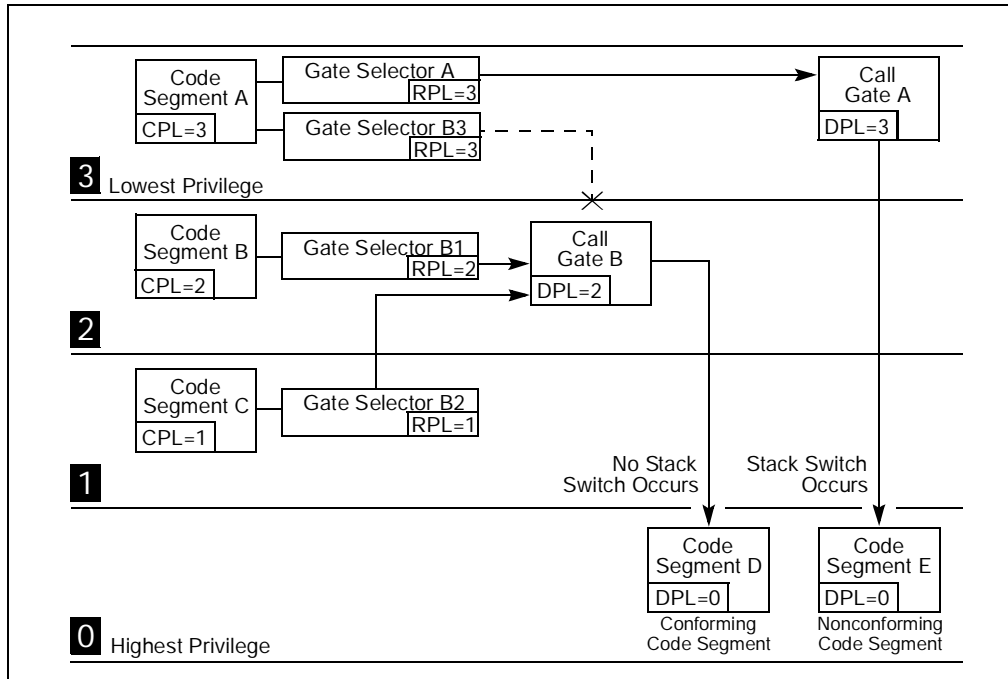 Code
Segment A
CPL=3
Gate Selector A
RPL=3
Gate Selector B3
RPL=3
Call
Gate A
DPL=3
3 Lowest Privilege
Code
Segment B
CPL=2
Gate Selector B1
RPL=2
Call
Gate B
DPL=2
2
Code
Segment C
CPL=1
Gate Selector B2
RPL=1
No Stack
Switch Occurs
Stack Switch
Occurs
1
Code
Segment D
DPL=0
Conforming
Code Segment
Code
Segment E
DPL=0
Nonconforming
Code Segment
0 Highest Privilege